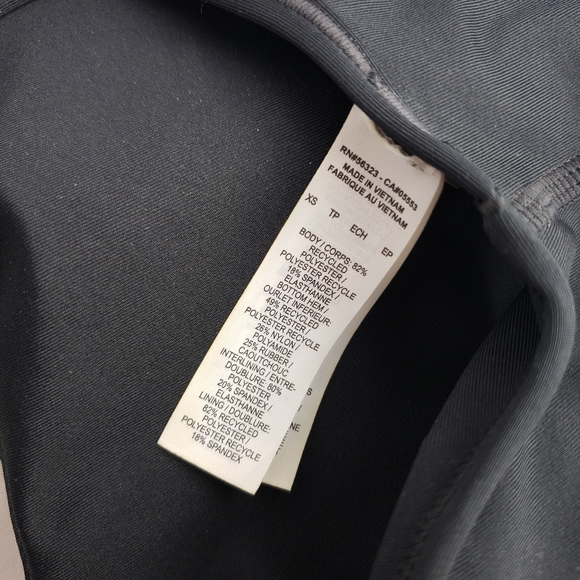 RN#56323 - CA#05553
MADE IN VIETNAM
FABRIQUE AU VIETNAM
XS TP ECH EP
BODY / CORPS: 82%
RECYCLED
POLYESTER /
POLYESTER RECYCLE
18% SPANDEX /
ELASTHANNE
BOTTOM HEM /
OURLET INFERIEUR:
49% RECYCLED
POLYESTER /
POLYESTER RECYCLE
26% NYLON /
POLYAMIDE
25% RUBBER /
CAOUTCHOUC
INTERLINING / ENTRE-
DOUBLURE: 80%
POLYESTER
20% SPANDEX /
ELASTHANNE
LINING / DOUBLURE:
82% RECYCLED
POLYESTER /
POLYESTER RECYCLE
18% SPANDEX